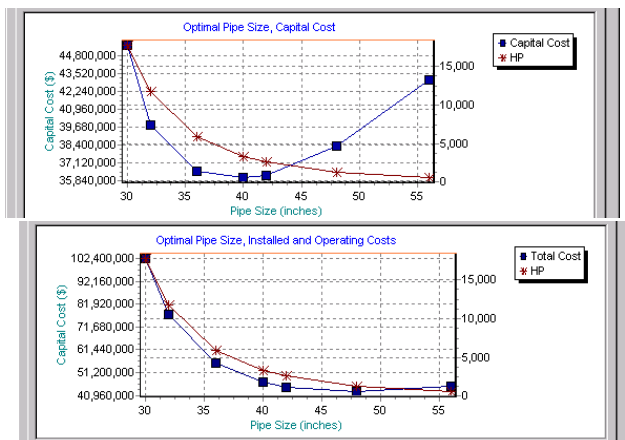 Optimal Pipe Size, Capital Cost
Capital Cost
HP
Capital Cost ($)
44,800,000
43,520,000
42,240,000
40,960,000
39,680,000
38,400,000
37,120,000
35,840,000
15,000
10,000
5,000
0
30 35 40 45 50 55
Pipe Size (inches)
Optimal Pipe Size, Installed and Operating Costs
Total Cost
HP
Capital Cost ($)
102,400,000
92,160,000
81,920,000
71,680,000
61,440,000
51,200,000
40,960,000
15,000
10,000
5,000
0
30 35 40 45 50 55
Pipe Size (inches)